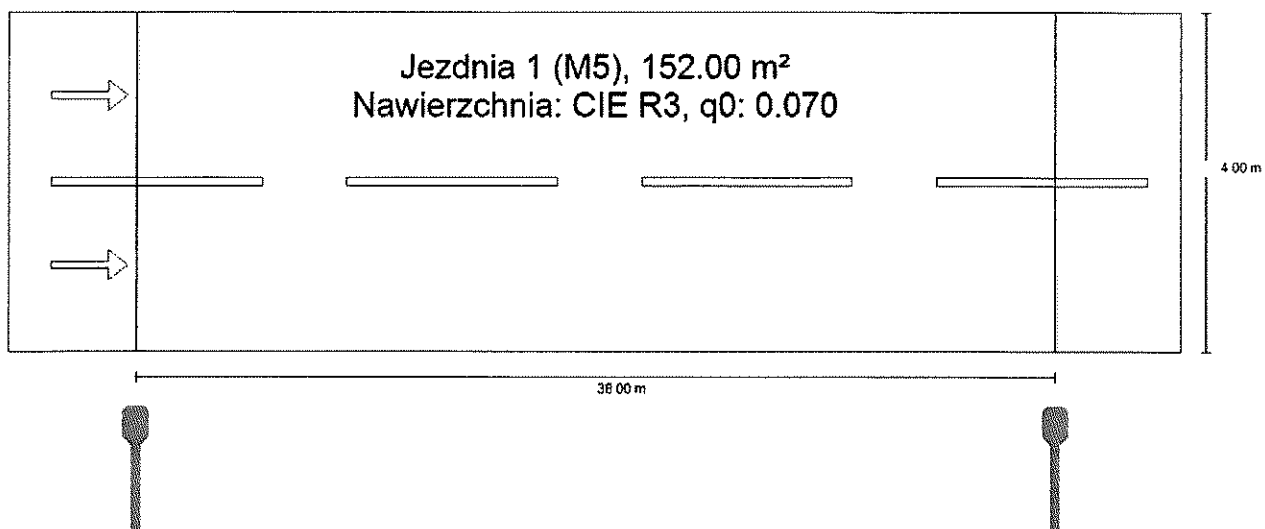 Jezdnia 1 (M5), 152.00 m²
Nawierzchnia: CIE R3, q0: 0.070
4.00 m
38.00 m